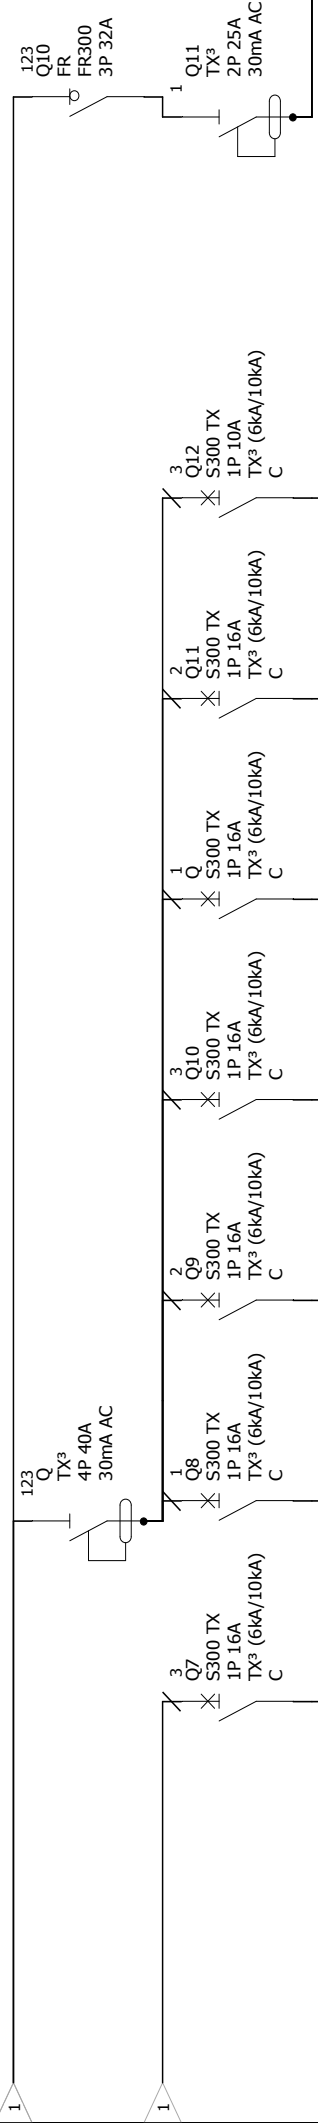 123
Q10
FR
FR300
3P 32A
1
Q11
TX³
2P 25A
30mA AC
3
Q12
S300 TX
1P 10A
TX³ (6kA/10kA)
C
2
Q11
S300 TX
1P 16A
TX³ (6kA/10kA)
C
1
Q
S300 TX
1P 16A
TX³ (6kA/10kA)
C
3
Q10
S300 TX
1P 16A
TX³ (6kA/10kA)
C
2
Q9
S300 TX
1P 16A
TX³ (6kA/10kA)
C
123
Q
TX³
4P 40A
30mA AC
1
Q8
S300 TX
1P 16A
TX³ (6kA/10kA)
C
3
Q7
S300 TX
1P 16A
TX³ (6kA/10kA)
C
1
1